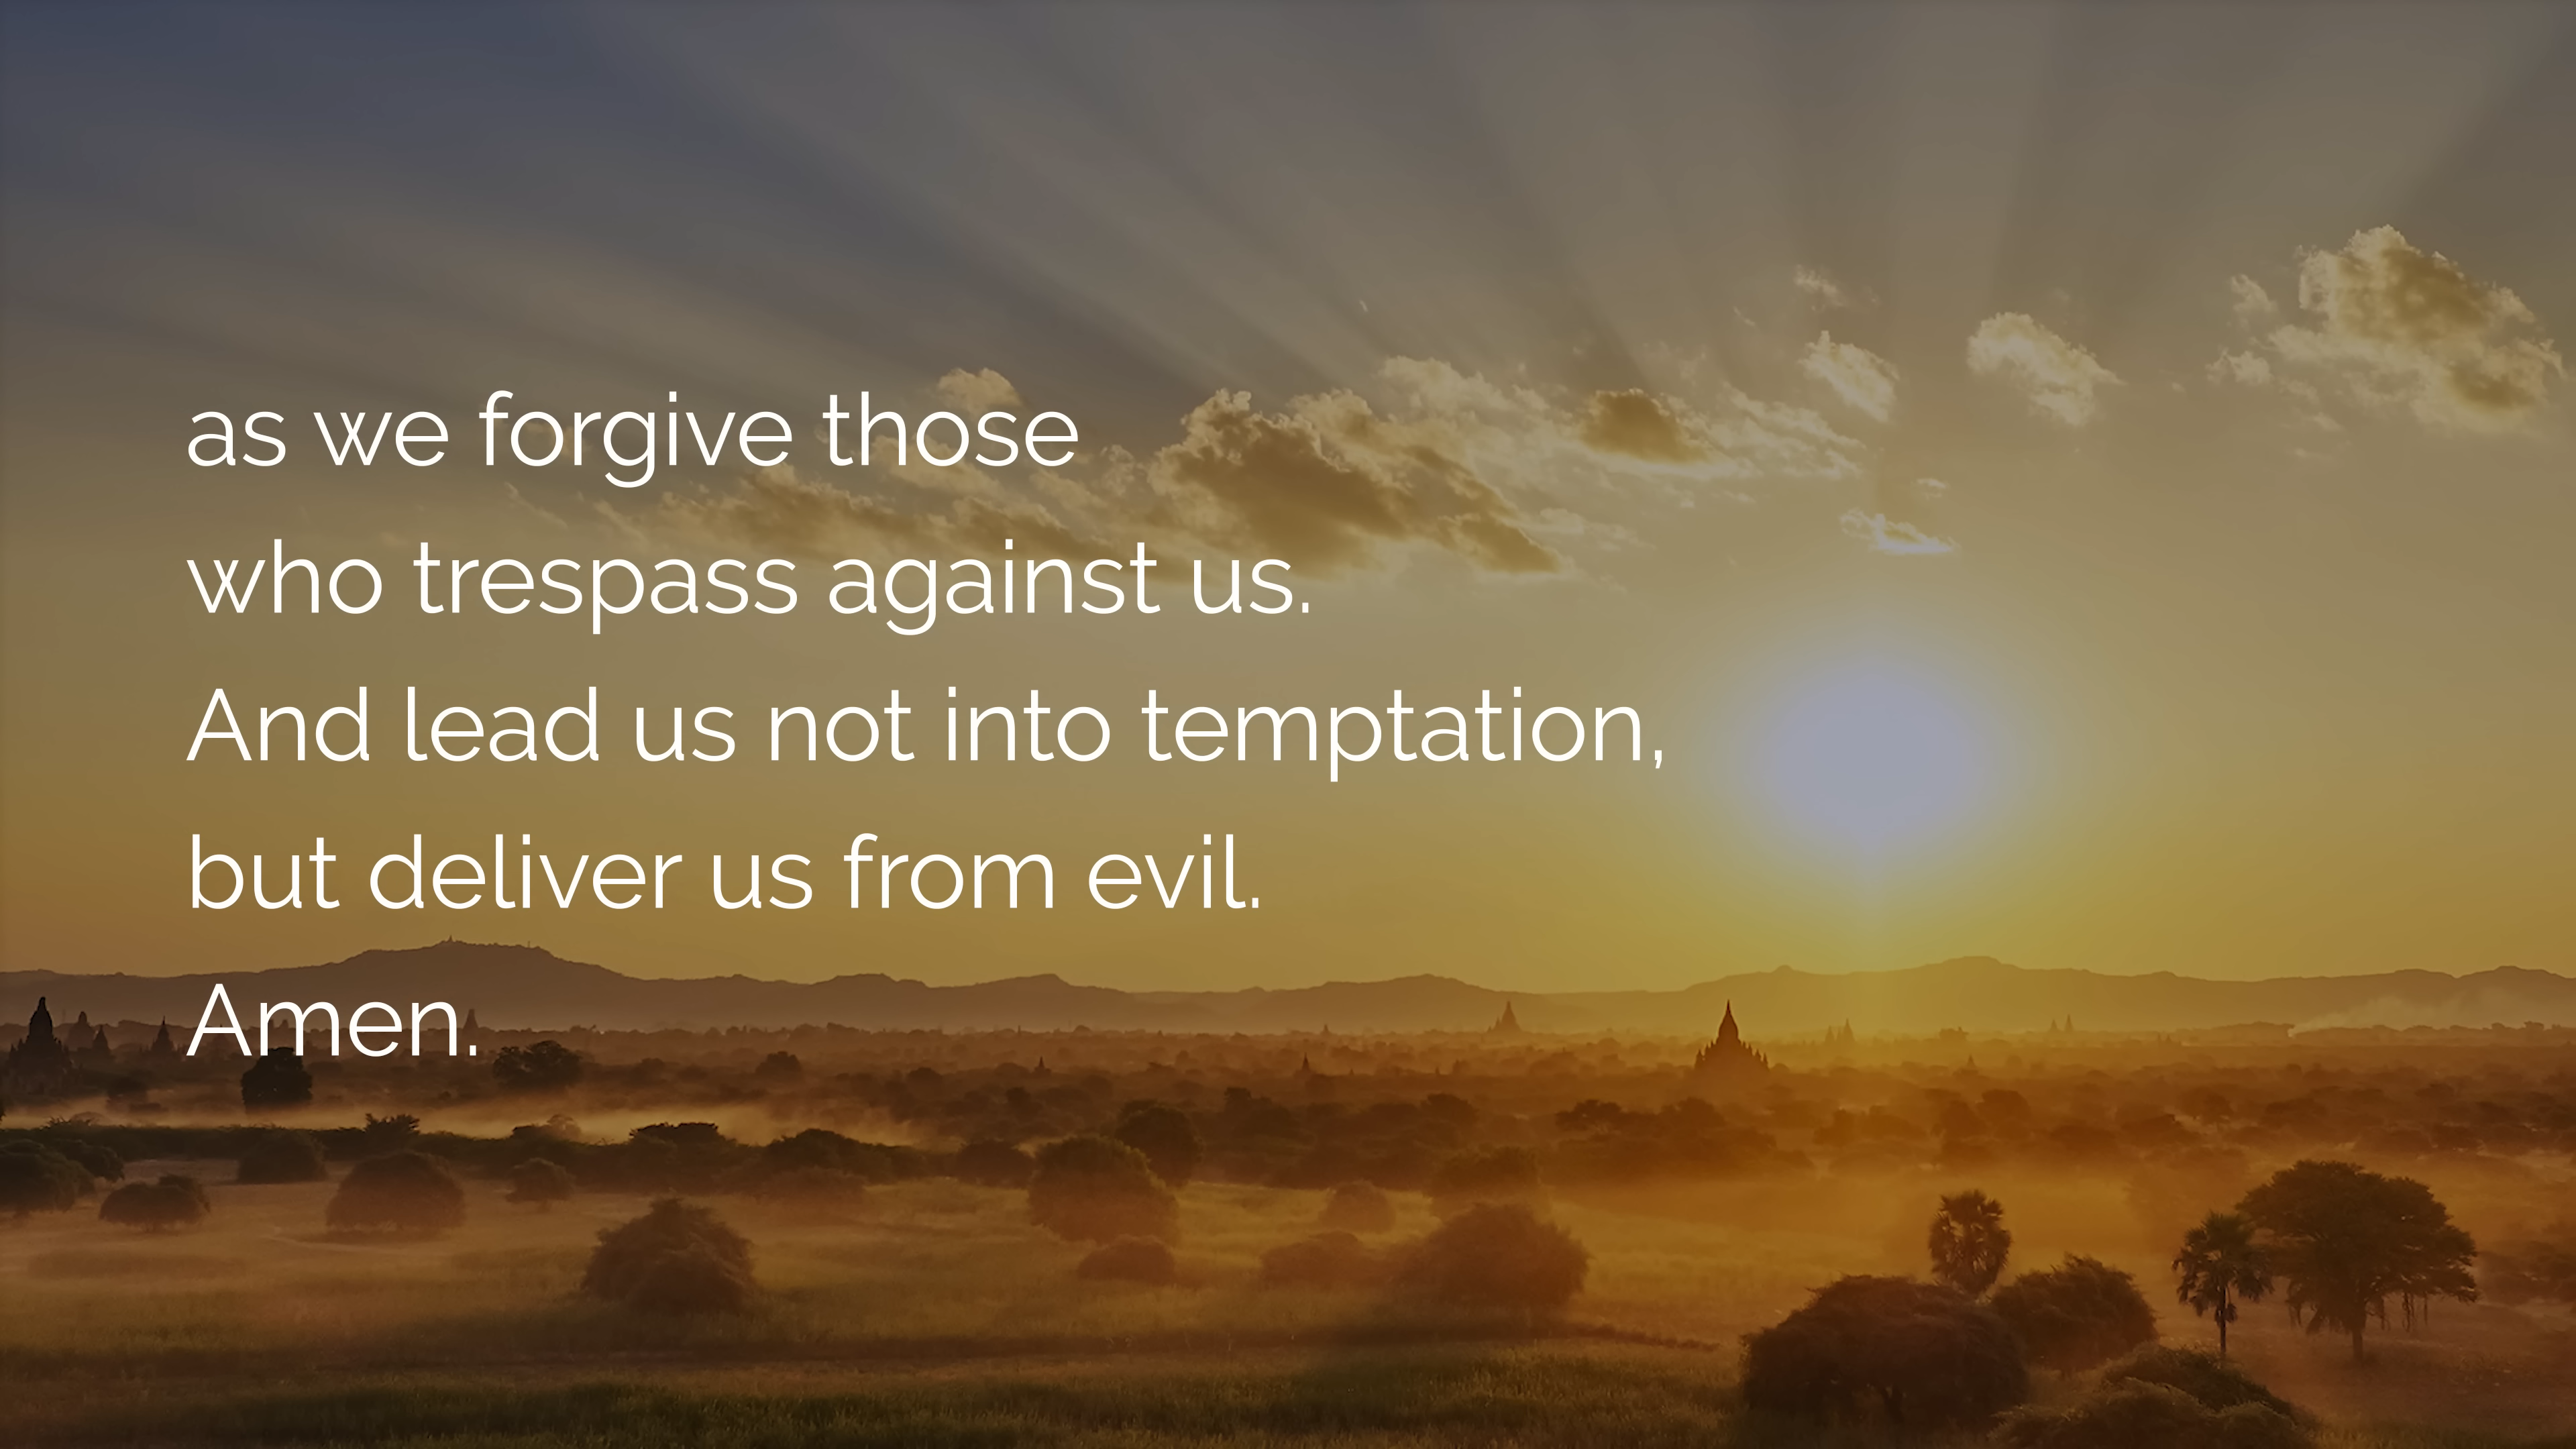 as we forgive those
who trespass against us.
And lead us not into temptation,
but deliver us from evil.
Amen.